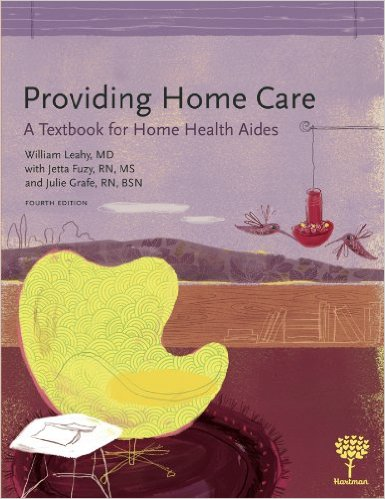 Providing Home Care
A Textbook for Home Health Aides
William Leahy, MD
with Jetta Fuzy, RN, MS
and Julie Grafe, RN, BSN
FOURTH EDITION
Hartman